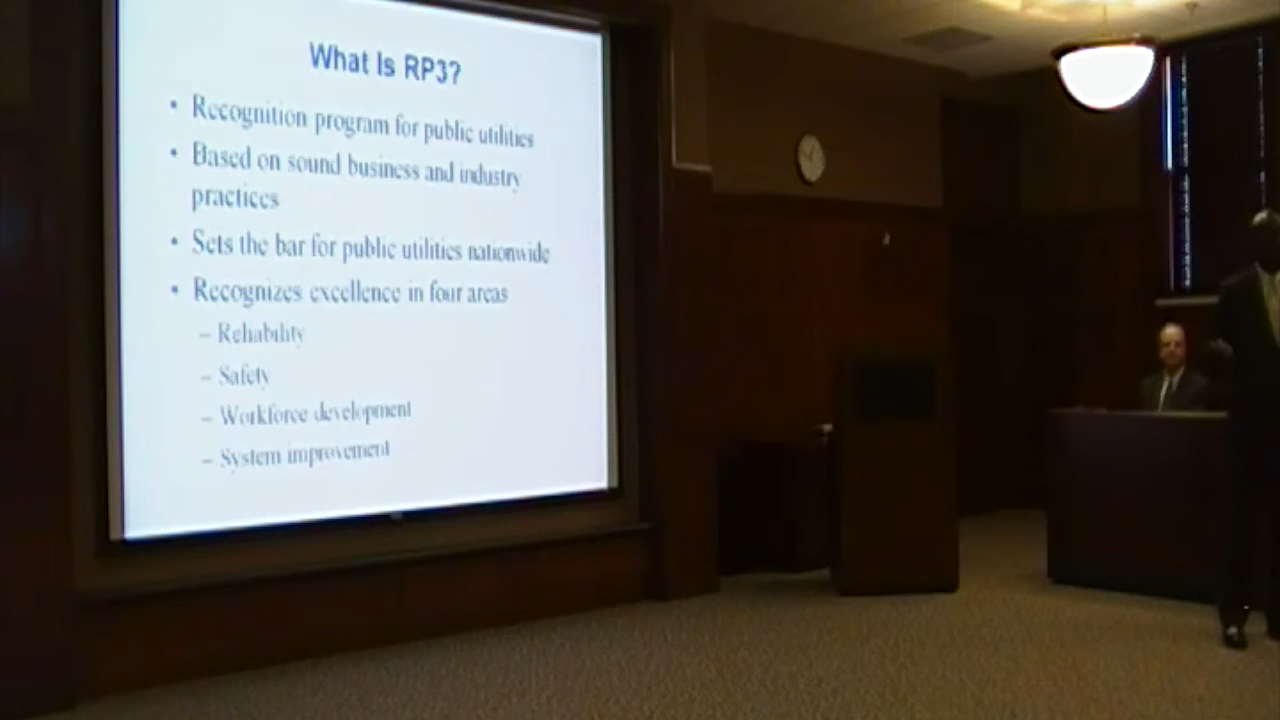 What Is RP3?
• Recognition program for public utilities
• Based on sound business and industry
practices
• Sets the bar for public utilities nationwide
• Recognizes excellence in four areas
– Reliability
– Safety
– Workforce development
– System improvement